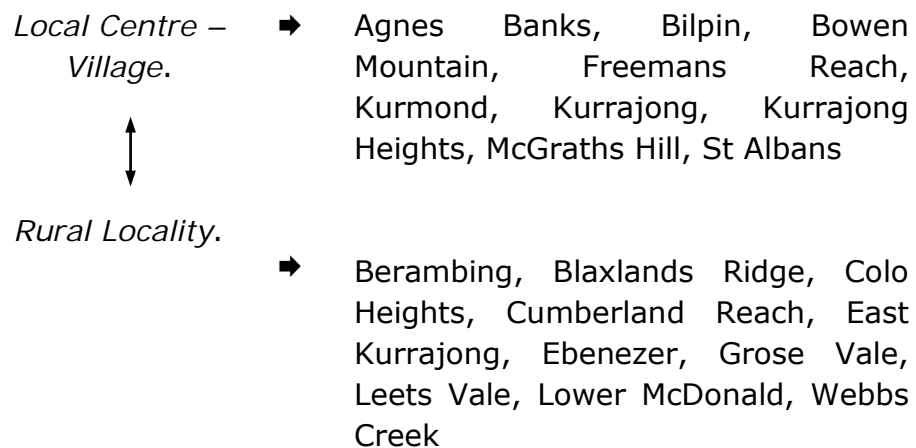 Local Centre –
Village.
➨ Agnes Banks, Bilpin, Bowen
Mountain, Freemans Reach,
Kurmond, Kurrajong, Kurrajong
Heights, McGraths Hill, St Albans
Rural Locality.
➨ Berambing, Blaxlands Ridge, Colo
Heights, Cumberland Reach, East
Kurrajong, Ebenezer, Grose Vale,
Leets Vale, Lower McDonald, Webbs
Creek